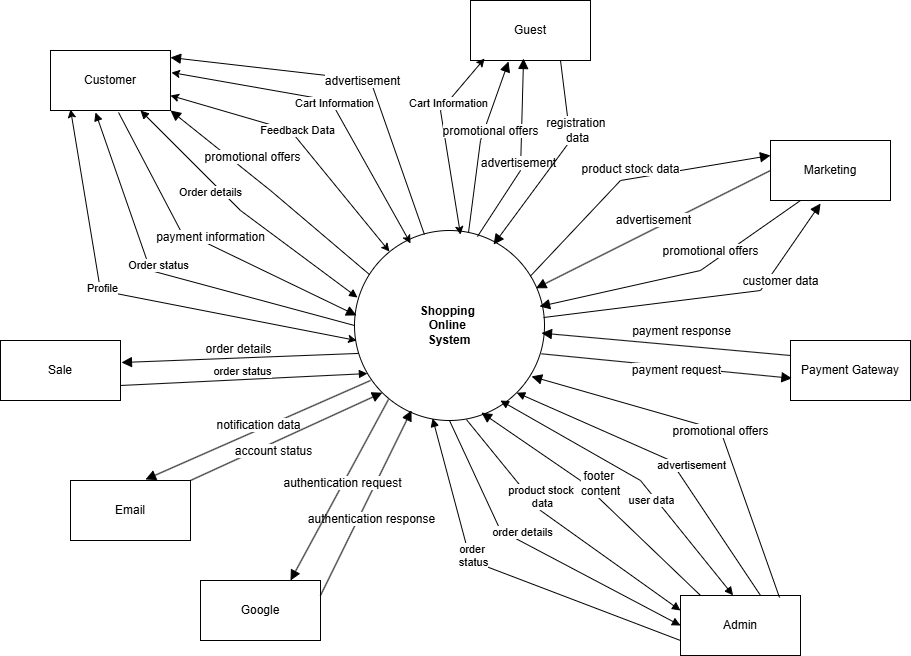 Guest
Customer
advertisement
Cart Information
Cart Information
Feedback Data
promotional offers
registration
data
promotional offers
advertisement
product stock data
Marketing
Order details
advertisement
payment information
promotional offers
Order status
customer data
Profile
Shopping
Online
System
payment response
order details
Sale
order status
payment request
Payment Gateway
notification data
account status
promotional offers
advertisement
authentication request
footer
content
product stock
data
user data
Email
authentication response
order details
order
status
Google
Admin